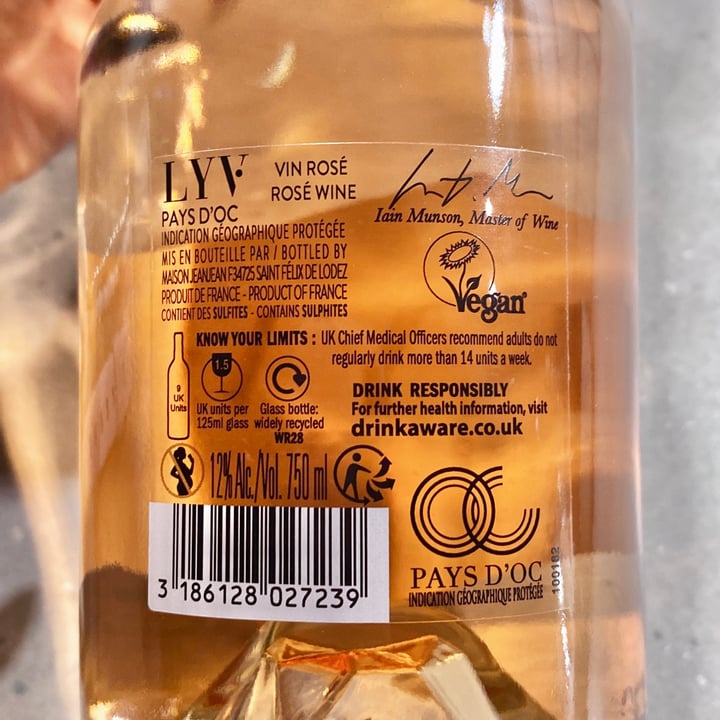 LYV
VIN ROSÉ
ROSÉ WINE
PAYS D'OC
INDICATION GÉOGRAPHIQUE PROTÉGÉE
MIS EN BOUTEILLE PAR / BOTTLED BY
MAISON JEANJEAN F34725 SAINT FÉLIX DE LODEZ
PRODUIT DE FRANCE - PRODUCT OF FRANCE
CONTIENT DES SULFITES - CONTAINS SULPHITES
Iain Munson, Master of Wine
Vegan
KNOW YOUR LIMITS : UK Chief Medical Officers recommend adults do not
regularly drink more than 14 units a week.
9
UK
Units
1.5
UK units per
125ml glass
Glass bottle:
widely recycled
WR28
DRINK RESPONSIBLY
For further health information, visit
drinkaware.co.uk
12% Alc./Vol. 750 ml
3 186128 027239
OC
PAYS D'OC
INDICATION GÉOGRAPHIQUE PROTÉGÉE
100182